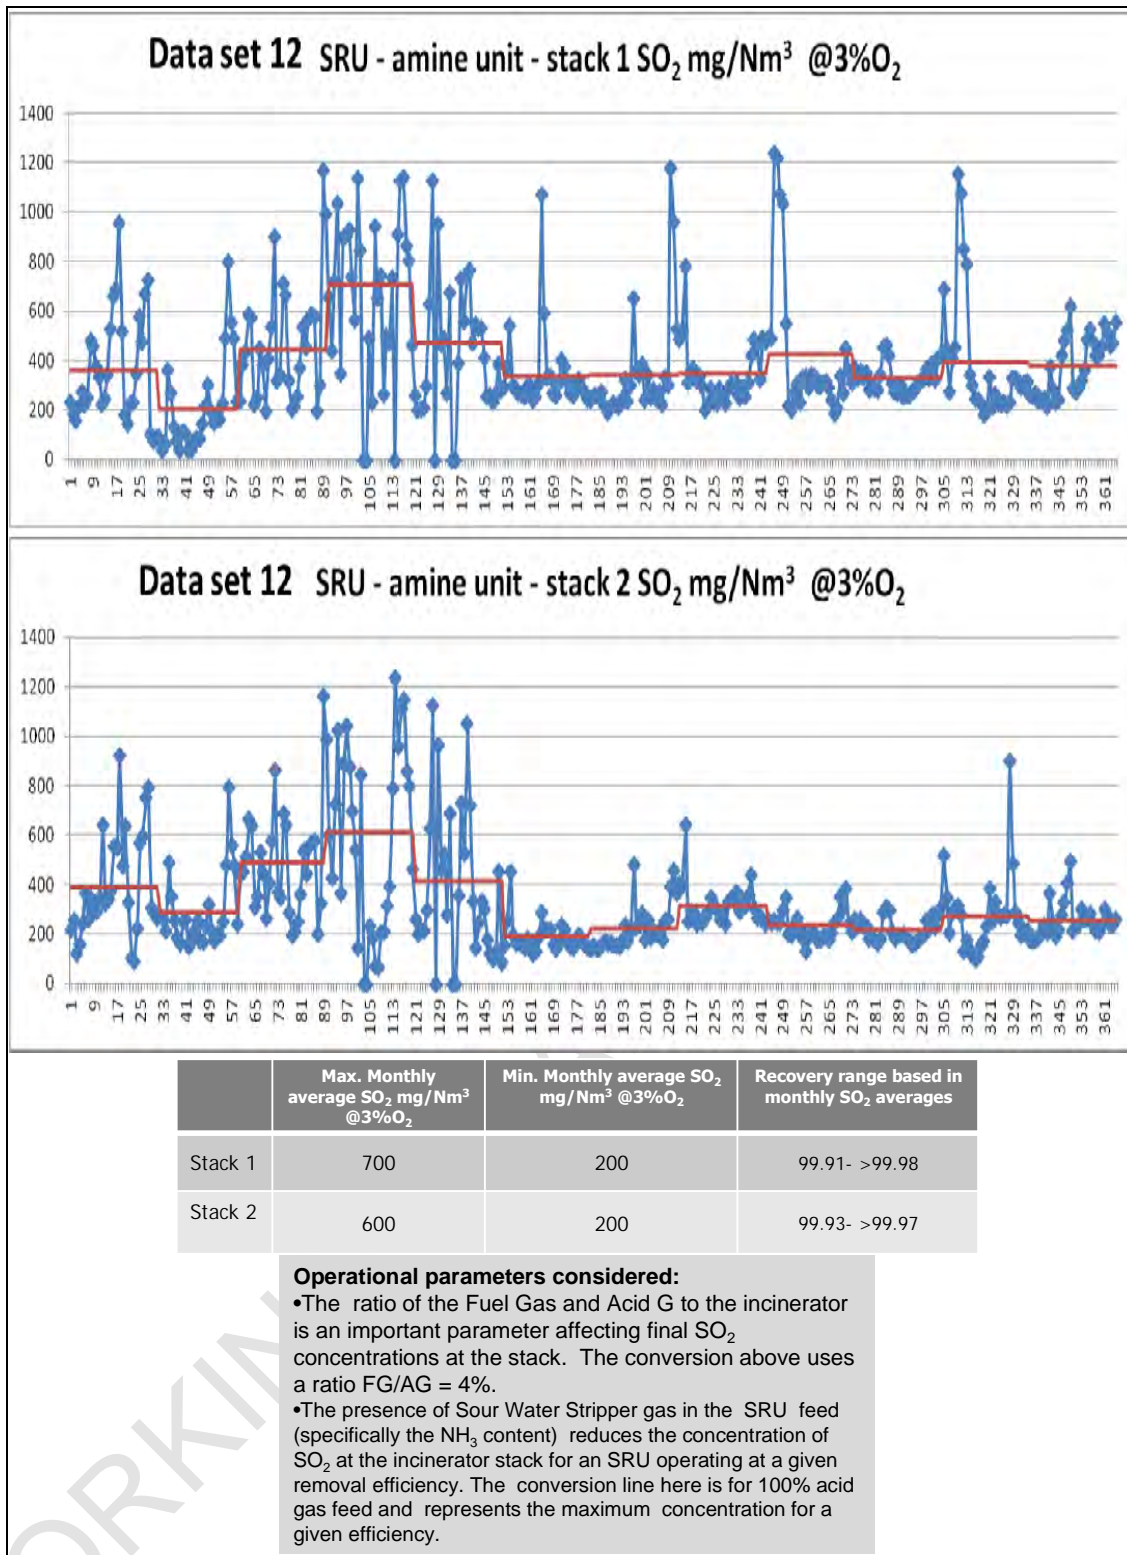 Data set 12 SRU - amine unit - stack 1 SO₂ mg/Nm³ @3%O₂
1400
1200
1000
800
600
400
200
0
1 9 17 25 33 41 49 57 65 73 81 89 97 105 113 121 129 137 145 153 161 169 177 185 193 201 209 217 225 233 241 249 257 265 273 281 289 297 305 313 321 329 337 345 353 361
Data set 12 SRU - amine unit - stack 2 SO₂ mg/Nm³ @3%O₂
1400
1200
1000
800
600
400
200
0
1 9 17 25 33 41 49 57 65 73 81 89 97 105 113 121 129 137 145 153 161 169 177 185 193 201 209 217 225 233 241 249 257 265 273 281 289 297 305 313 321 329 337 345 353 361
Max. Monthly
average SO₂ mg/Nm³
@3%O₂
Min. Monthly average SO₂
mg/Nm³ @3%O₂
Recovery range based in
monthly SO₂ averages
Stack 1 700 200 99.91- >99.98
Stack 2 600 200 99.93- >99.97
Operational parameters considered:
•The ratio of the Fuel Gas and Acid G to the incinerator
is an important parameter affecting final SO₂
concentrations at the stack. The conversion above uses
a ratio FG/AG = 4%.
•The presence of Sour Water Stripper gas in the SRU feed
(specifically the NH₃ content) reduces the concentration of
SO₂ at the incinerator stack for an SRU operating at a given
removal efficiency. The conversion line here is for 100% acid
gas feed and represents the maximum concentration for a
given efficiency.